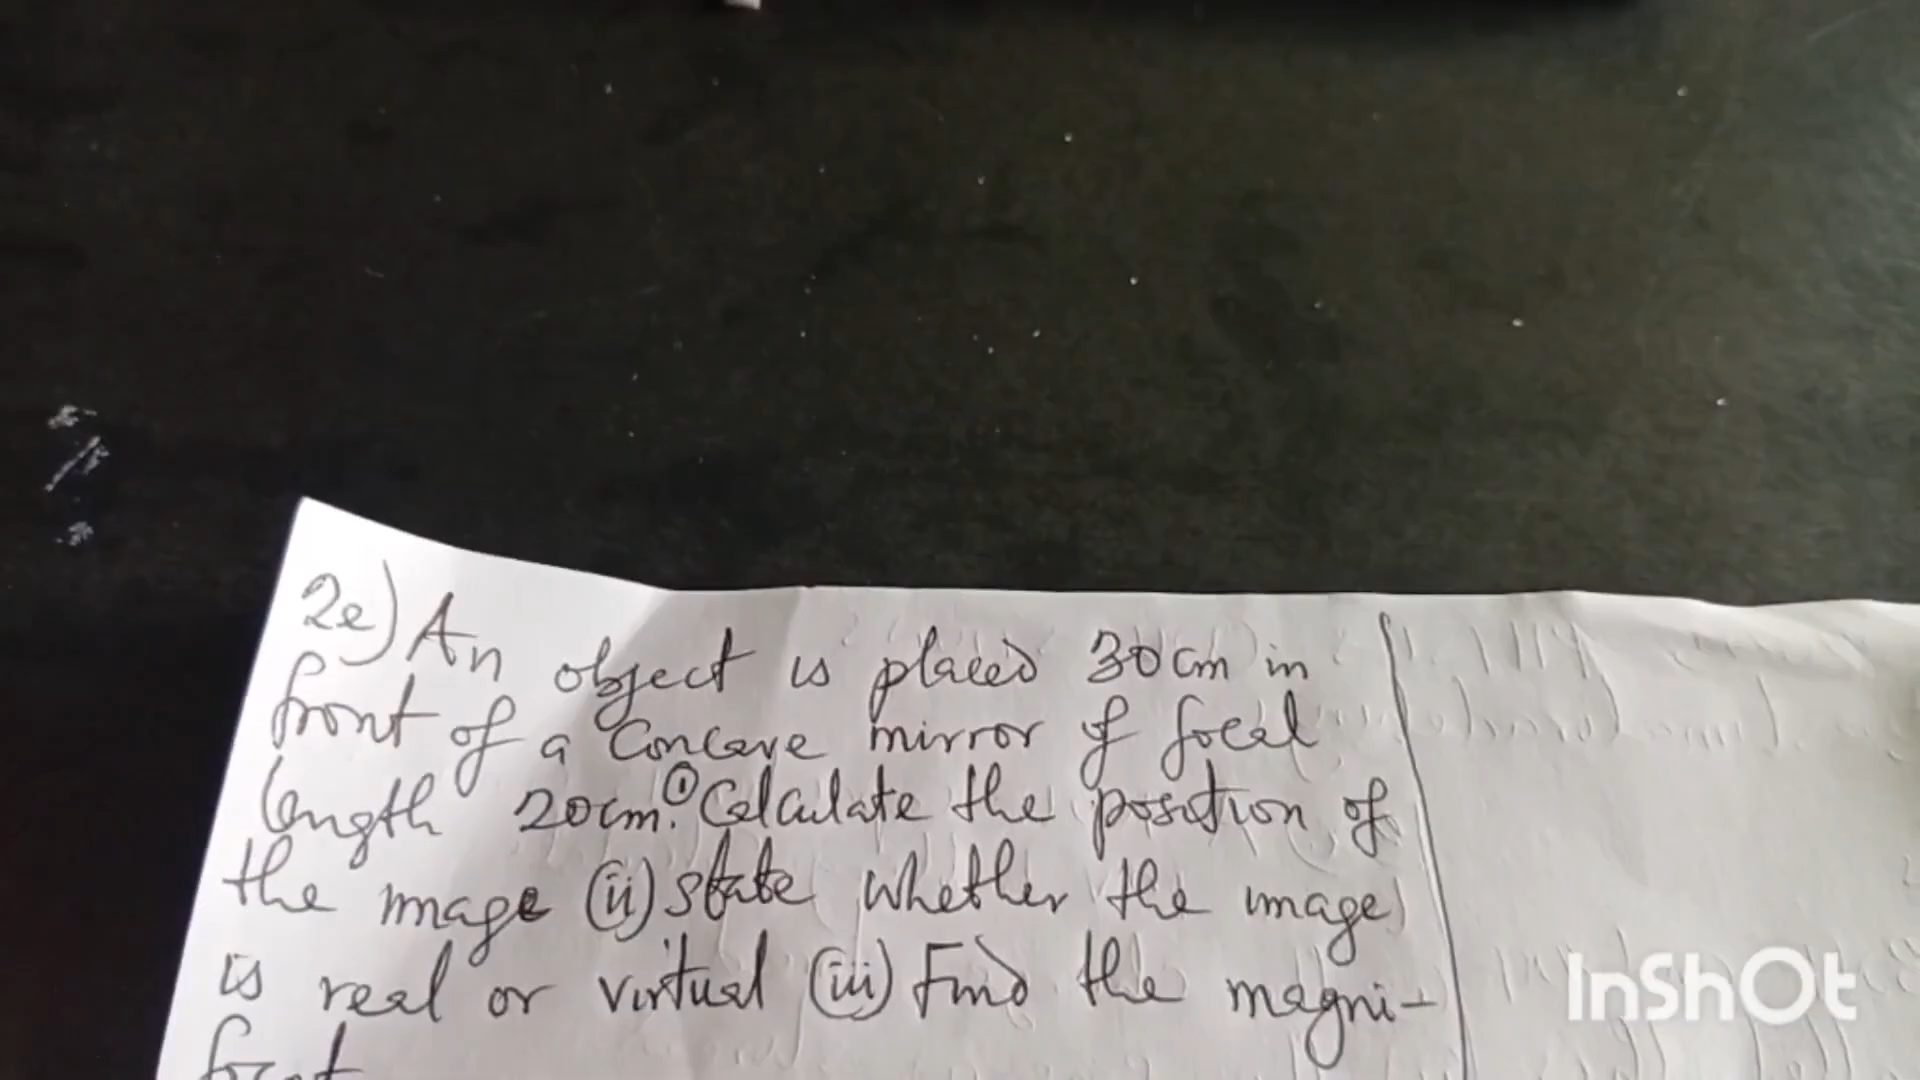 2e) An object is placed 30cm in
front of a Concave mirror of focal
length 20cm. ① Calculate the position of
the image (ii) state whether the image
is real or virtual (iii) Find the magni-
InShOt